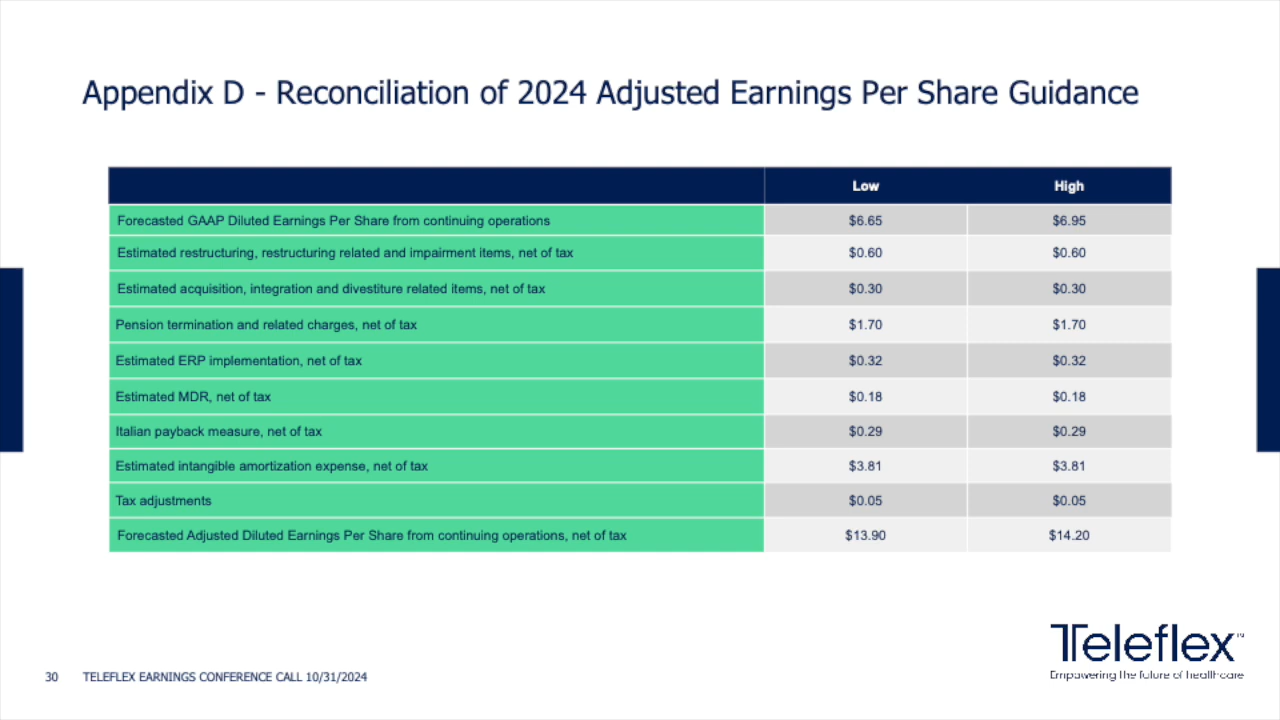 Appendix D - Reconciliation of 2024 Adjusted Earnings Per Share Guidance
Low High
Forecasted GAAP Diluted Earnings Per Share from continuing operations $6.65 $6.95
Estimated restructuring, restructuring related and impairment items, net of tax $0.60 $0.60
Estimated acquisition, integration and divestiture related items, net of tax $0.30 $0.30
Pension termination and related charges, net of tax $1.70 $1.70
Estimated ERP implementation, net of tax $0.32 $0.32
Estimated MDR, net of tax $0.18 $0.18
Italian payback measure, net of tax $0.29 $0.29
Estimated intangible amortization expense, net of tax $3.81 $3.81
Tax adjustments $0.05 $0.05
Forecasted Adjusted Diluted Earnings Per Share from continuing operations, net of tax $13.90 $14.20
Teleflex™
Empowering the future of healthcare
30 TELEFLEX EARNINGS CONFERENCE CALL 10/31/2024